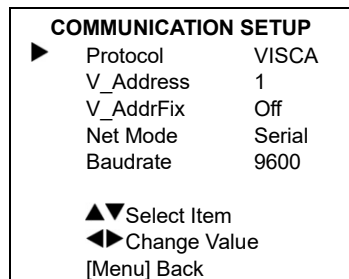 COMMUNICATION SETUP
▶ Protocol VISCA
V_Address 1
V_AddrFix Off
Net Mode Serial
Baudrate 9600
▲▼Select Item
◀▶Change Value
[Menu] Back